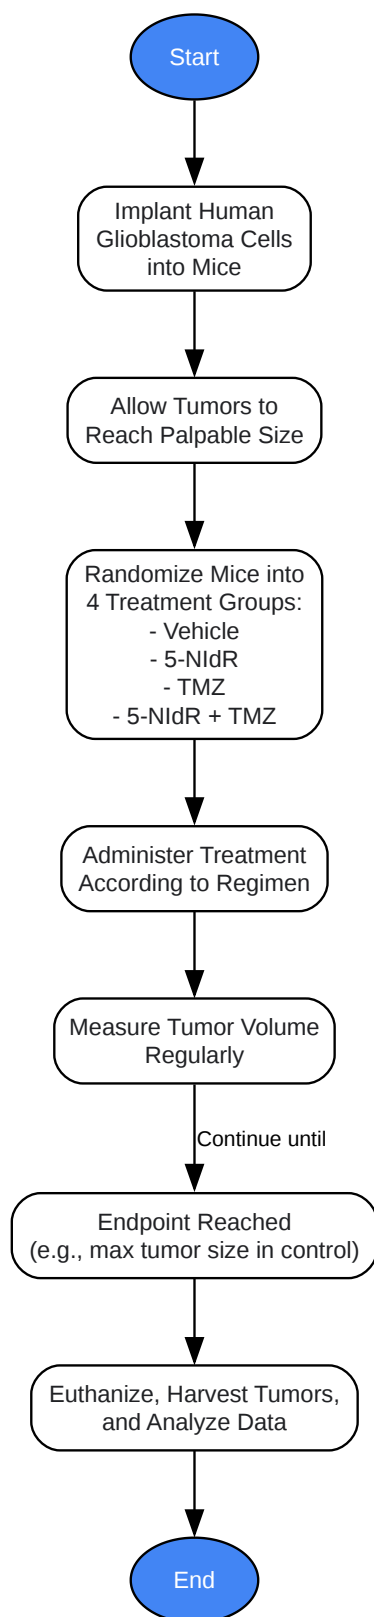 Start
Implant Human
Glioblastoma Cells
into Mice
Allow Tumors to
Reach Palpable Size
Randomize Mice into
4 Treatment Groups:
- Vehicle
- 5-NIdR
- TMZ
- 5-NIdR + TMZ
Administer Treatment
According to Regimen
Measure Tumor Volume
Regularly
Continue until
Endpoint Reached
(e.g., max tumor size in control)
Euthanize, Harvest Tumors,
and Analyze Data
End